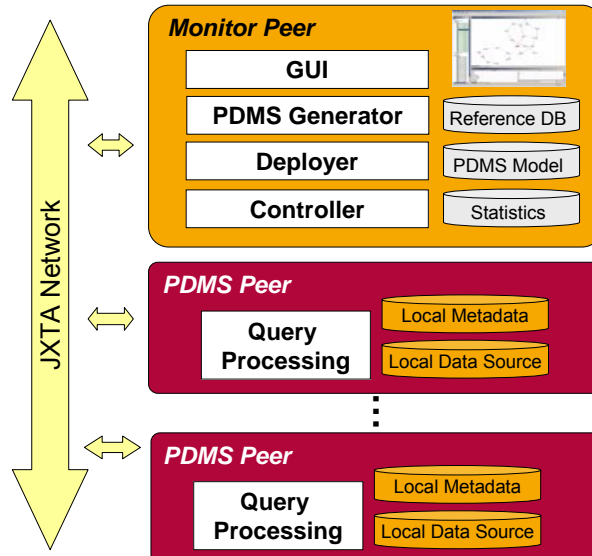 Monitor Peer
GUI
PDMS Generator
Reference DB
Deployer
PDMS Model
Controller
Statistics
JXTA Network
PDMS Peer
Query
Processing
Local Metadata
Local Data Source
PDMS Peer
Query
Processing
Local Metadata
Local Data Source